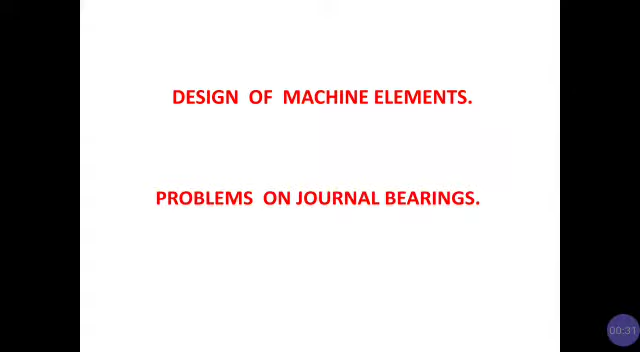 DESIGN OF MACHINE ELEMENTS.
PROBLEMS ON JOURNAL BEARINGS.
00:31